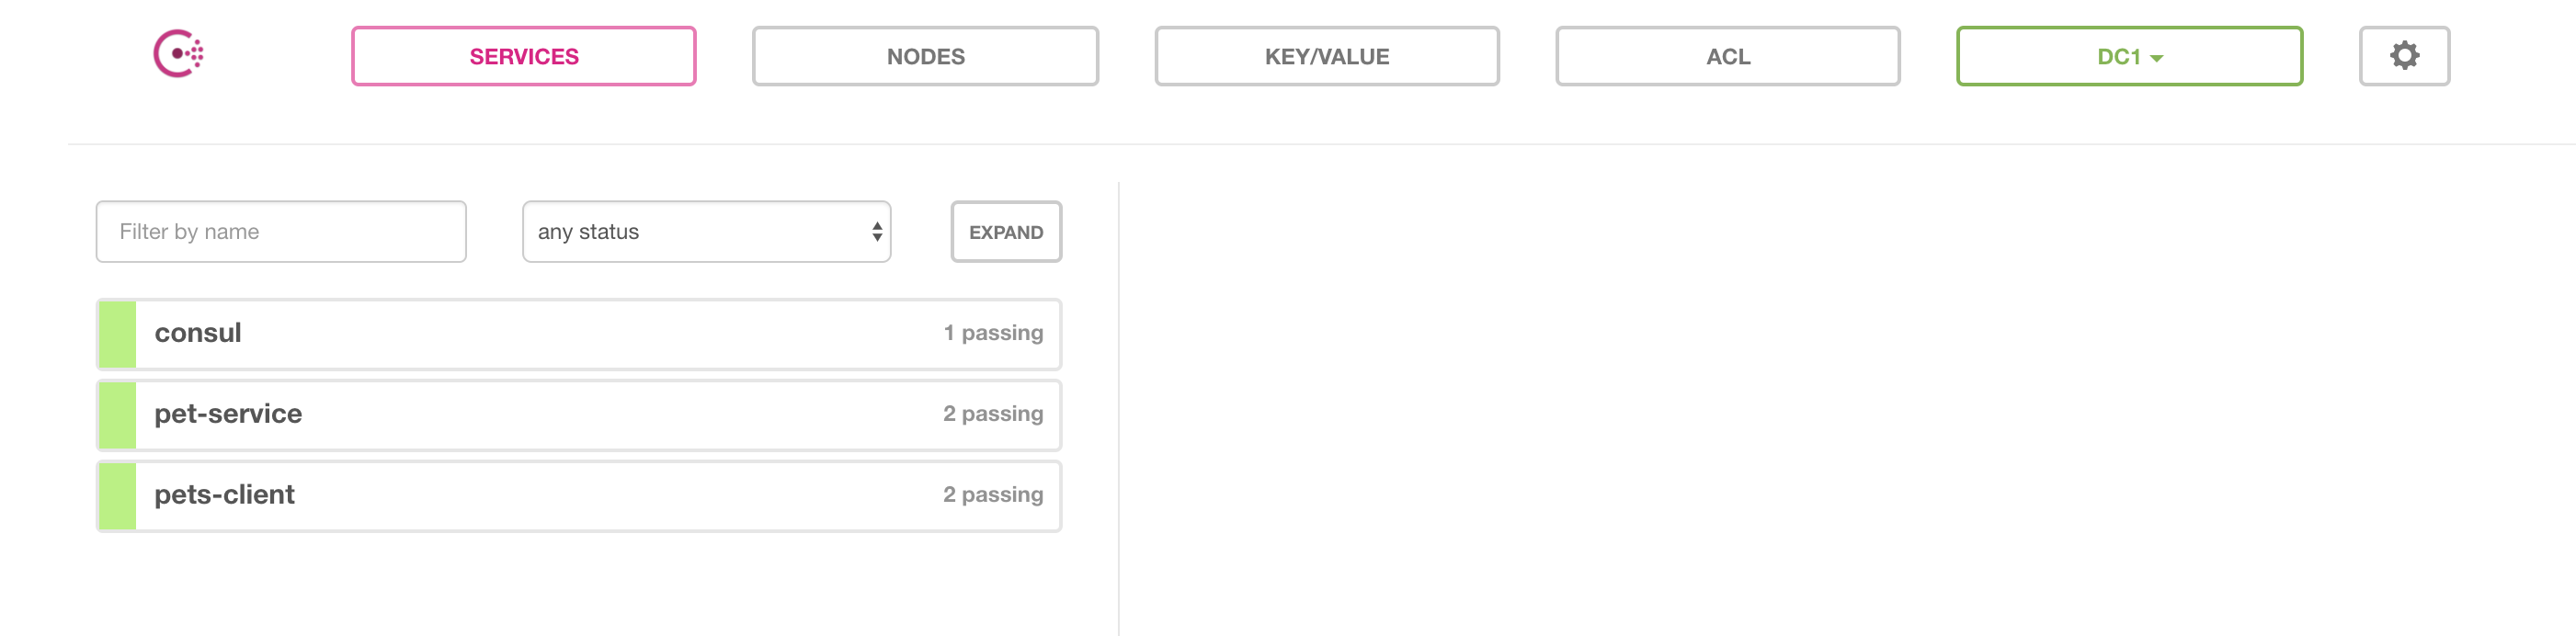 SERVICES NODES KEY/VALUE ACL DC1
Filter by name any status EXPAND
consul 1 passing
pet-service 2 passing
pets-client 2 passing